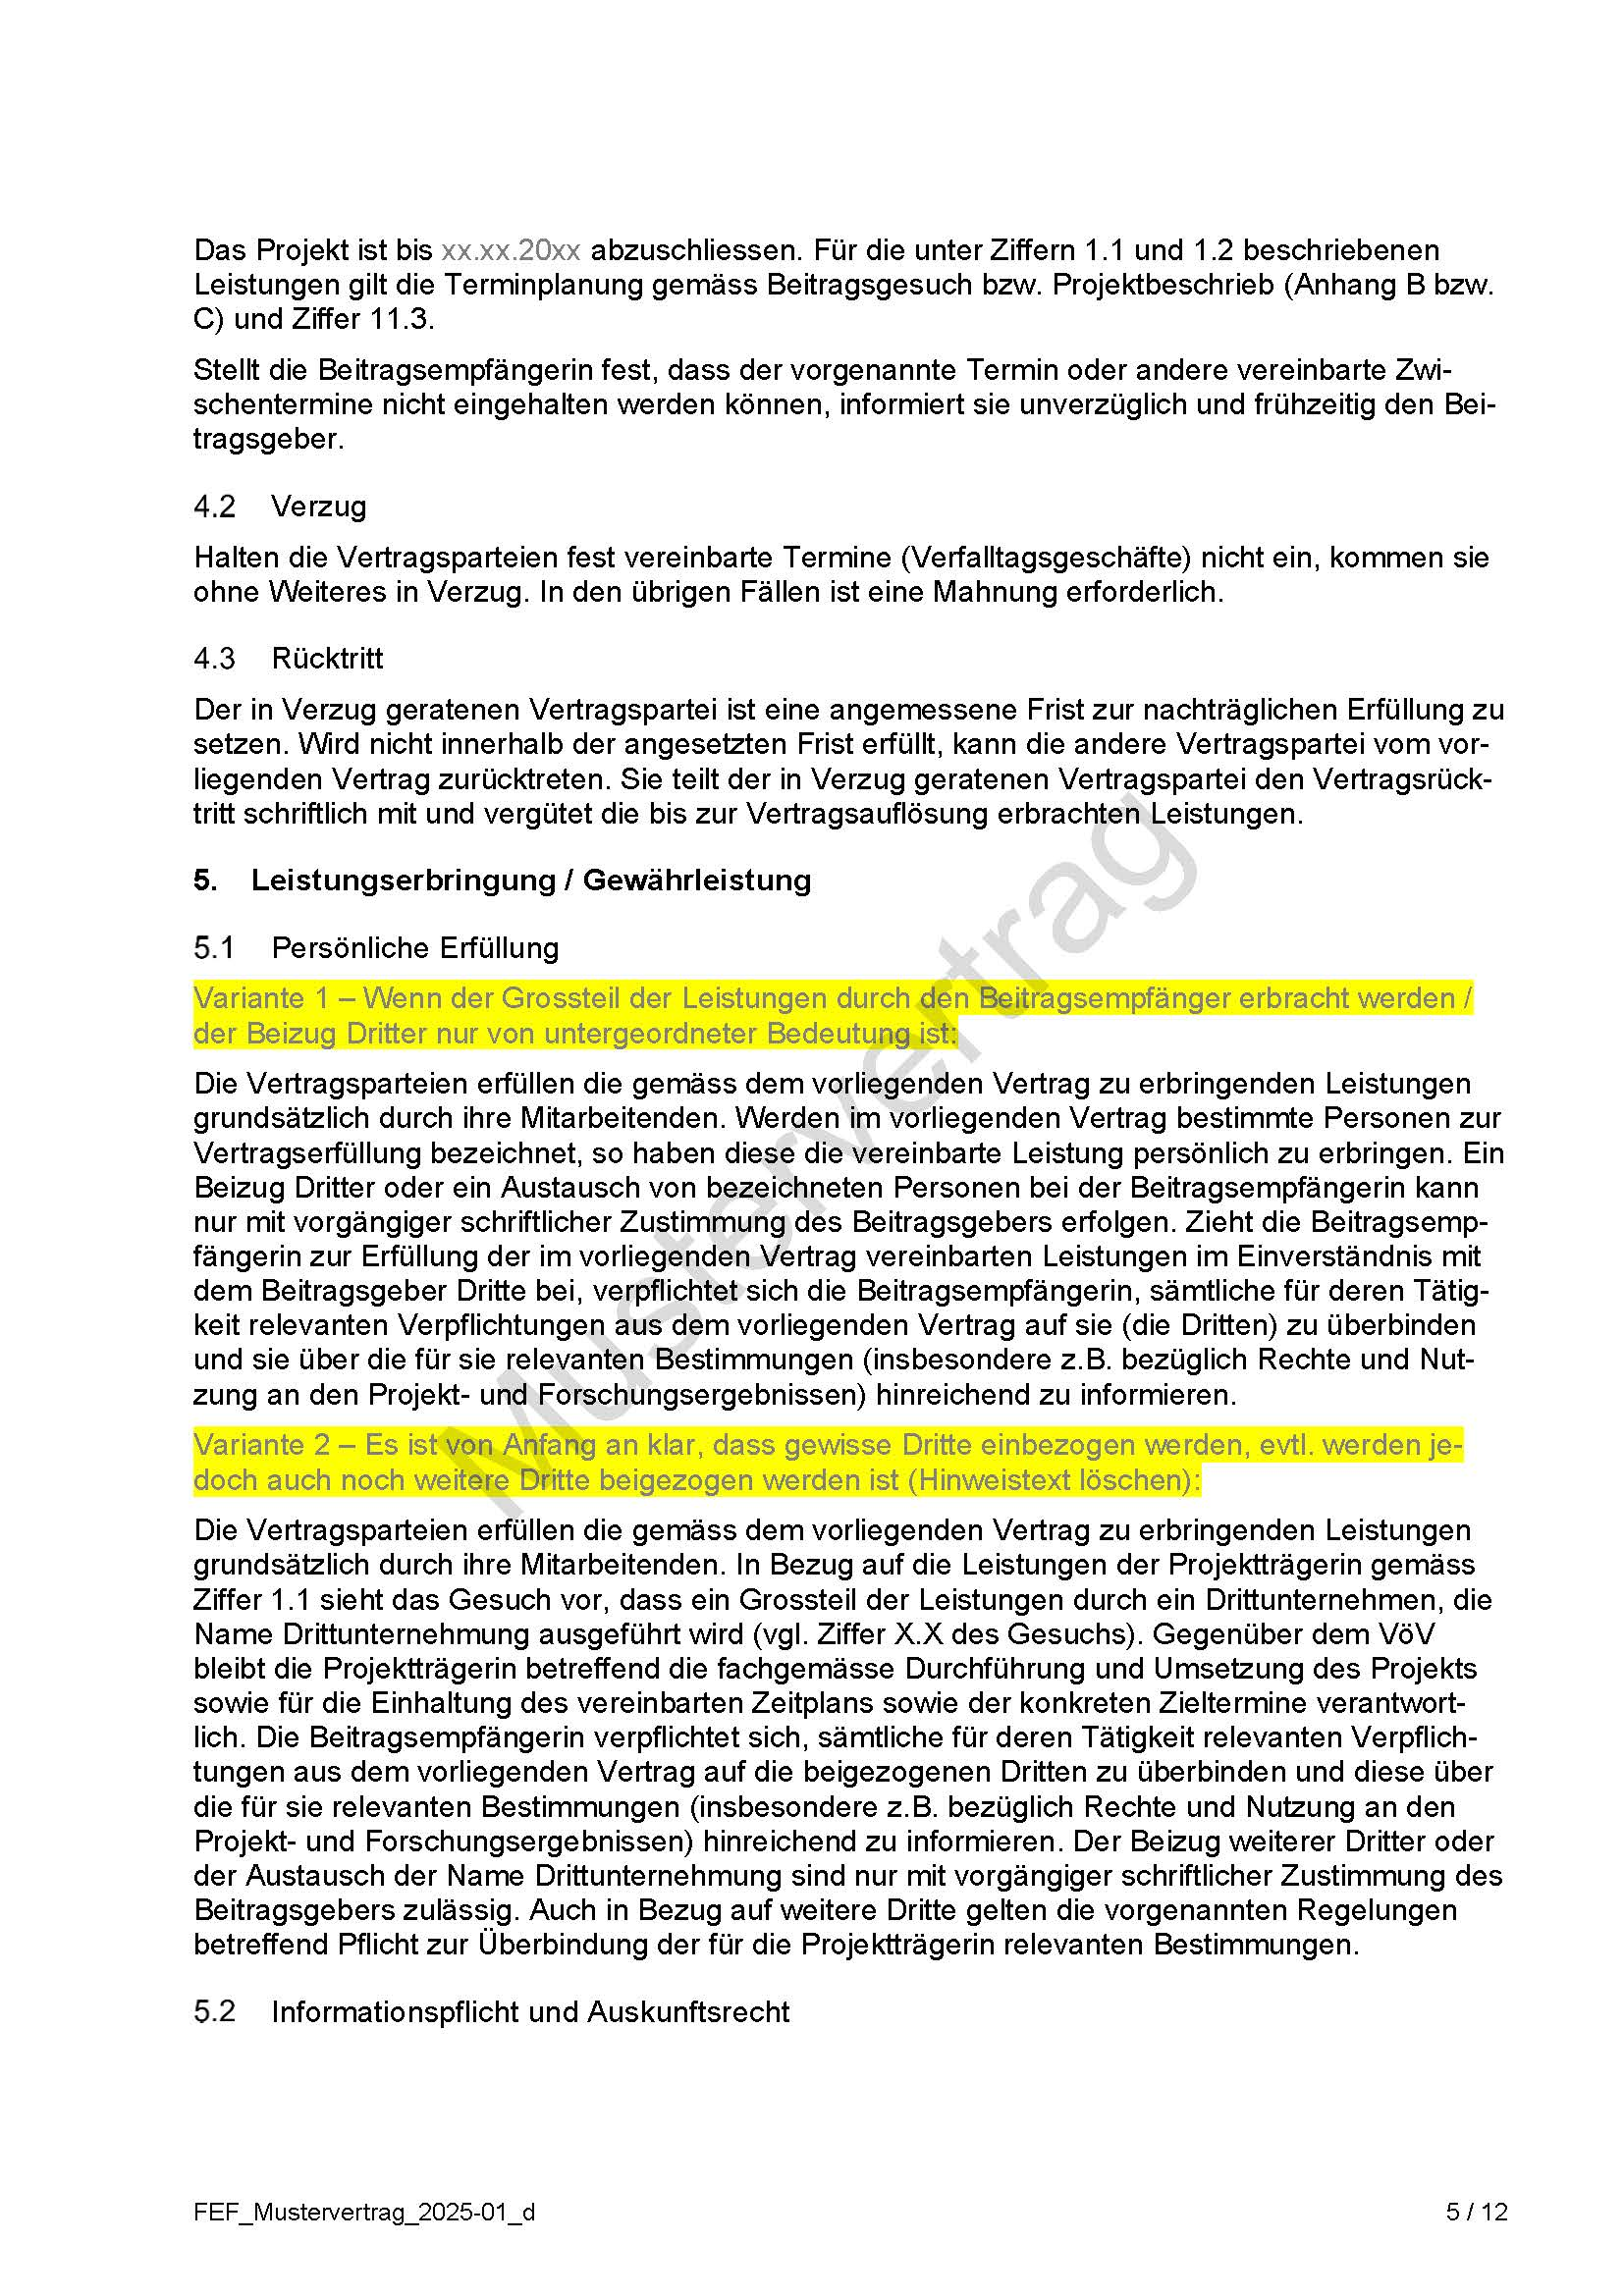 Das Projekt ist bis xx.xx.20xx abzuschliessen. Für die unter Ziffern 1.1 und 1.2 beschriebenen
Leistungen gilt die Terminplanung gemäss Beitragsgesuch bzw. Projektbeschrieb (Anhang B bzw.
C) und Ziffer 11.3.
Stellt die Beitragsempfängerin fest, dass der vorgenannte Termin oder andere vereinbarte Zwi-
schentermine nicht eingehalten werden können, informiert sie unverzüglich und frühzeitig den Bei-
tragsgeber.
4.2 Verzug
Halten die Vertragsparteien fest vereinbarte Termine (Verfalltagsgeschäfte) nicht ein, kommen sie
ohne Weiteres in Verzug. In den übrigen Fällen ist eine Mahnung erforderlich.
4.3 Rücktritt
Der in Verzug geratenen Vertragspartei ist eine angemessene Frist zur nachträglichen Erfüllung zu
setzen. Wird nicht innerhalb der angesetzten Frist erfüllt, kann die andere Vertragspartei vom vor-
liegenden Vertrag zurücktreten. Sie teilt der in Verzug geratenen Vertragspartei den Vertragsrück-
tritt schriftlich mit und vergütet die bis zur Vertragsauflösung erbrachten Leistungen.
5. Leistungserbringung / Gewährleistung
5.1 Persönliche Erfüllung
Variante 1 – Wenn der Grossteil der Leistungen durch den Beitragsempfänger erbracht werden /
der Beizug Dritter nur von untergeordneter Bedeutung ist:
Die Vertragsparteien erfüllen die gemäss dem vorliegenden Vertrag zu erbringenden Leistungen
grundsätzlich durch ihre Mitarbeitenden. Werden im vorliegenden Vertrag bestimmte Personen zur
Vertragserfüllung bezeichnet, so haben diese die vereinbarte Leistung persönlich zu erbringen. Ein
Beizug Dritter oder ein Austausch von bezeichneten Personen bei der Beitragsempfängerin kann
nur mit vorgängiger schriftlicher Zustimmung des Beitragsgebers erfolgen. Zieht die Beitragsemp-
fängerin zur Erfüllung der im vorliegenden Vertrag vereinbarten Leistungen im Einverständnis mit
dem Beitragsgeber Dritte bei, verpflichtet sich die Beitragsempfängerin, sämtliche für deren Tätig-
keit relevanten Verpflichtungen aus dem vorliegenden Vertrag auf sie (die Dritten) zu überbinden
und sie über die für sie relevanten Bestimmungen (insbesondere z.B. bezüglich Rechte und Nut-
zung an den Projekt- und Forschungsergebnissen) hinreichend zu informieren.
Variante 2 – Es ist von Anfang an klar, dass gewisse Dritte einbezogen werden, evtl. werden je-
doch auch noch weitere Dritte beigezogen werden ist (Hinweistext löschen):
Die Vertragsparteien erfüllen die gemäss dem vorliegenden Vertrag zu erbringenden Leistungen
grundsätzlich durch ihre Mitarbeitenden. In Bezug auf die Leistungen der Projektträgerin gemäss
Ziffer 1.1 sieht das Gesuch vor, dass ein Grossteil der Leistungen durch ein Drittunternehmen, die
Name Drittunternehmung ausgeführt wird (vgl. Ziffer X.X des Gesuchs). Gegenüber dem VöV
bleibt die Projektträgerin betreffend die fachgemässe Durchführung und Umsetzung des Projekts
sowie für die Einhaltung des vereinbarten Zeitplans sowie der konkreten Zieltermine verantwort-
lich. Die Beitragsempfängerin verpflichtet sich, sämtliche für deren Tätigkeit relevanten Verpflich-
tungen aus dem vorliegenden Vertrag auf die beigezogenen Dritten zu überbinden und diese über
die für sie relevanten Bestimmungen (insbesondere z.B. bezüglich Rechte und Nutzung an den
Projekt- und Forschungsergebnissen) hinreichend zu informieren. Der Beizug weiterer Dritter oder
der Austausch der Name Drittunternehmung sind nur mit vorgängiger schriftlicher Zustimmung des
Beitragsgebers zulässig. Auch in Bezug auf weitere Dritte gelten die vorgenannten Regelungen
betreffend Pflicht zur Überbindung der für die Projektträgerin relevanten Bestimmungen.
5.2 Informationspflicht und Auskunftsrecht
Mustervertrag
FEF_Mustervertrag_2025-01_d 5 / 12